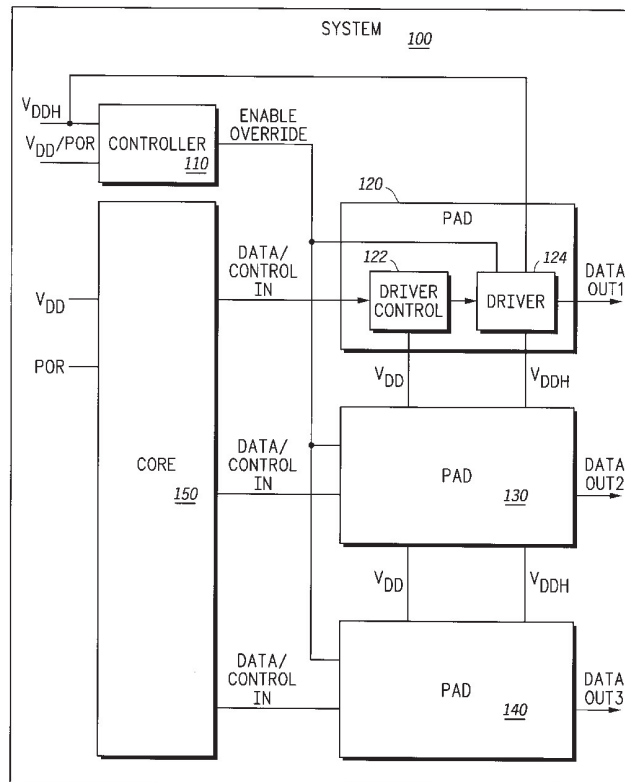 SYSTEM 100
VDDH
VDD/POR
CONTROLLER
110
ENABLE
OVERRIDE
120
PAD
DATA/
CONTROL
IN
122
DRIVER
CONTROL
124
DRIVER
DATA
OUT1
VDD
POR
VDD
VDDH
CORE
150
DATA/
CONTROL
IN
PAD
130
DATA
OUT2
VDD
VDDH
DATA/
CONTROL
IN
PAD
140
DATA
OUT3